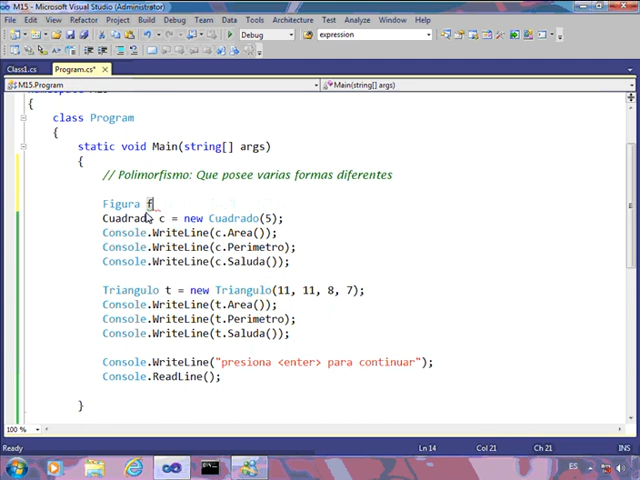 M15 - Microsoft Visual Studio (Administrator)
File Edit View Refactor Project Build Debug Team Data Tools Architecture Test Analyze Window Help
Debug expression
Class1.cs Program.cs*
M15.Program Main(string[] args)
{
class Program
{
static void Main(string[] args)
{
// Polimorfismo: Que posee varias formas diferentes
Figura f
Cuadrado c = new Cuadrado(5);
Console.WriteLine(c.Area());
Console.WriteLine(c.Perimetro);
Console.WriteLine(c.Saluda());
Triangulo t = new Triangulo(11, 11, 8, 7);
Console.WriteLine(t.Area());
Console.WriteLine(t.Perimetro);
Console.WriteLine(t.Saluda());
Console.WriteLine("presiona <enter> para continuar");
Console.ReadLine();
}
100 %
Ready Ln 14 Col 21 Ch 21 INS
ES